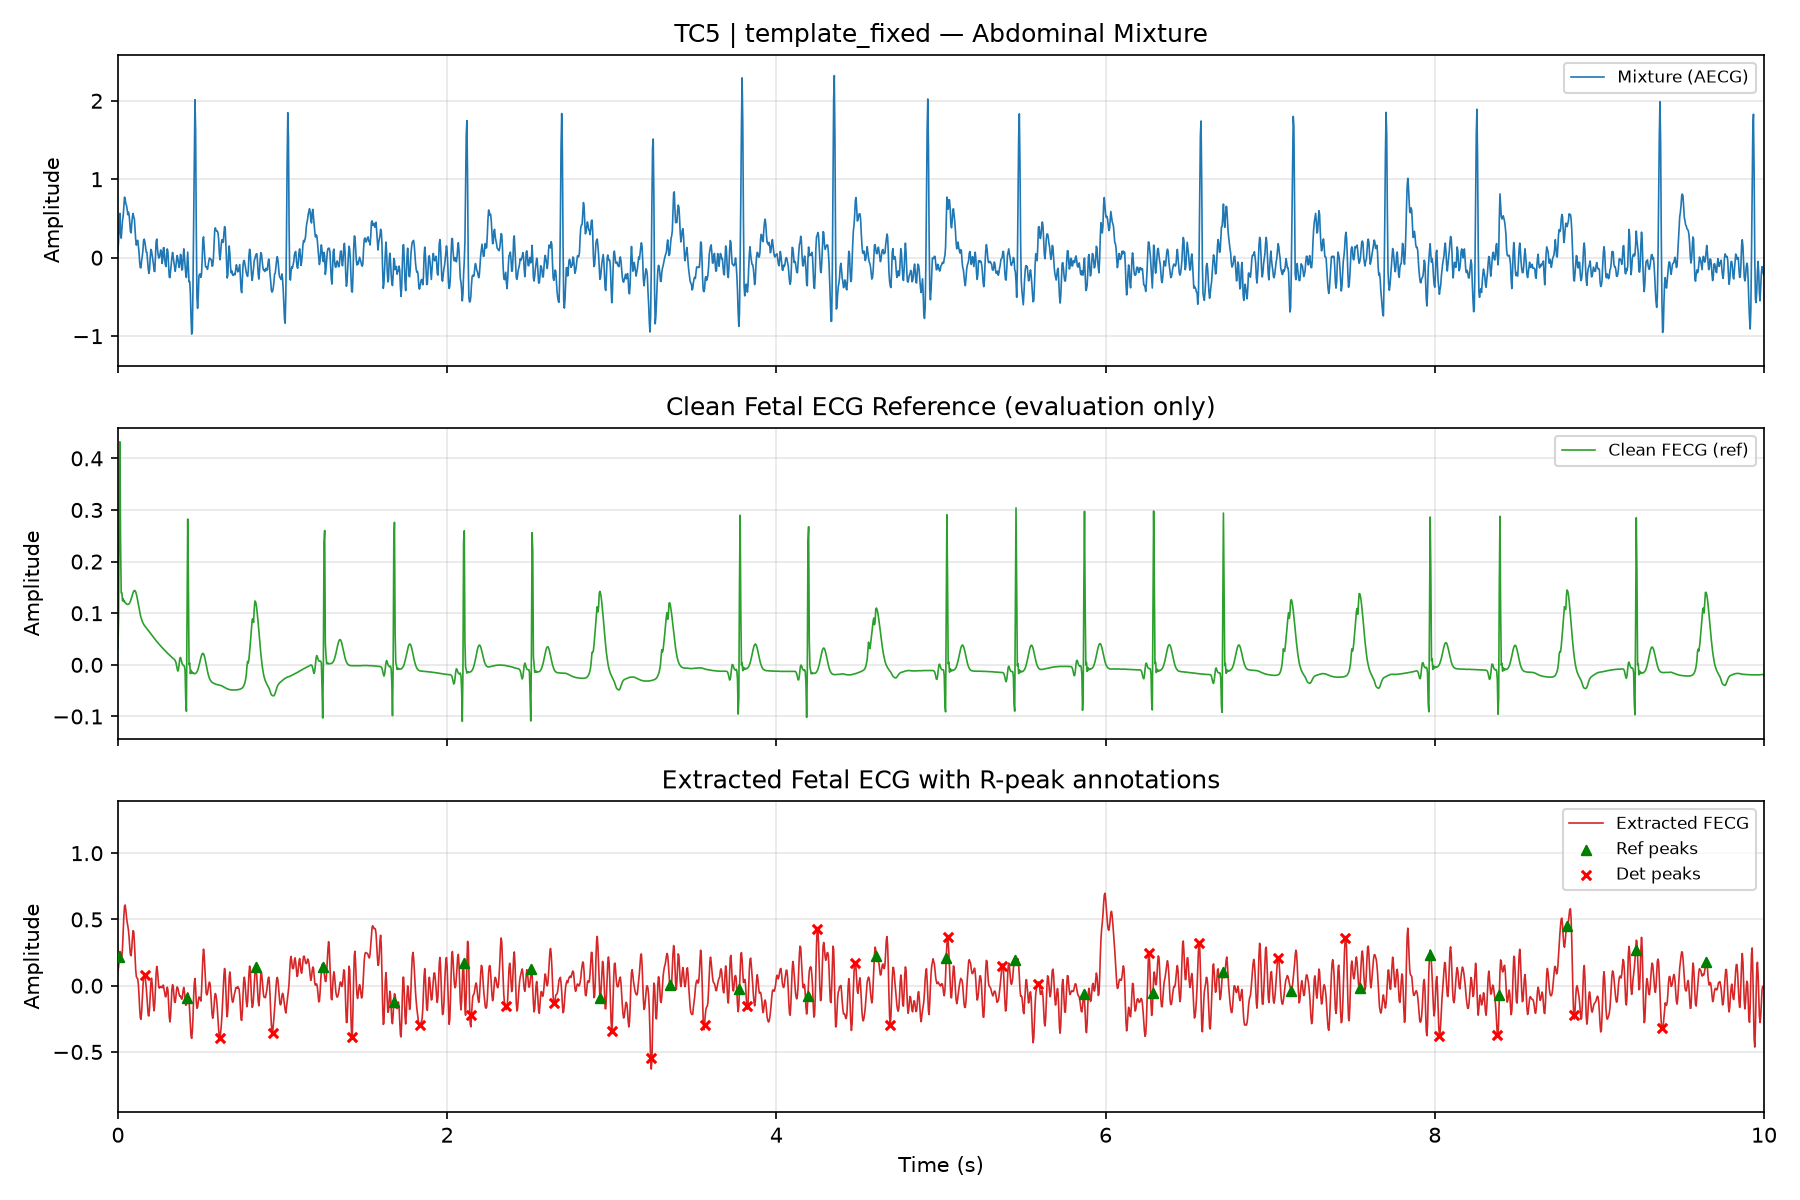 TC5 | template_fixed — Abdominal Mixture
Mixture (AECG)
Amplitude
2
1
0
−1
Clean Fetal ECG Reference (evaluation only)
Clean FECG (ref)
Amplitude
0.4
0.3
0.2
0.1
0.0
−0.1
Extracted Fetal ECG with R-peak annotations
Extracted FECG
Ref peaks
Det peaks
Amplitude
1.0
0.5
0.0
−0.5
0 2 4 6 8 10
Time (s)